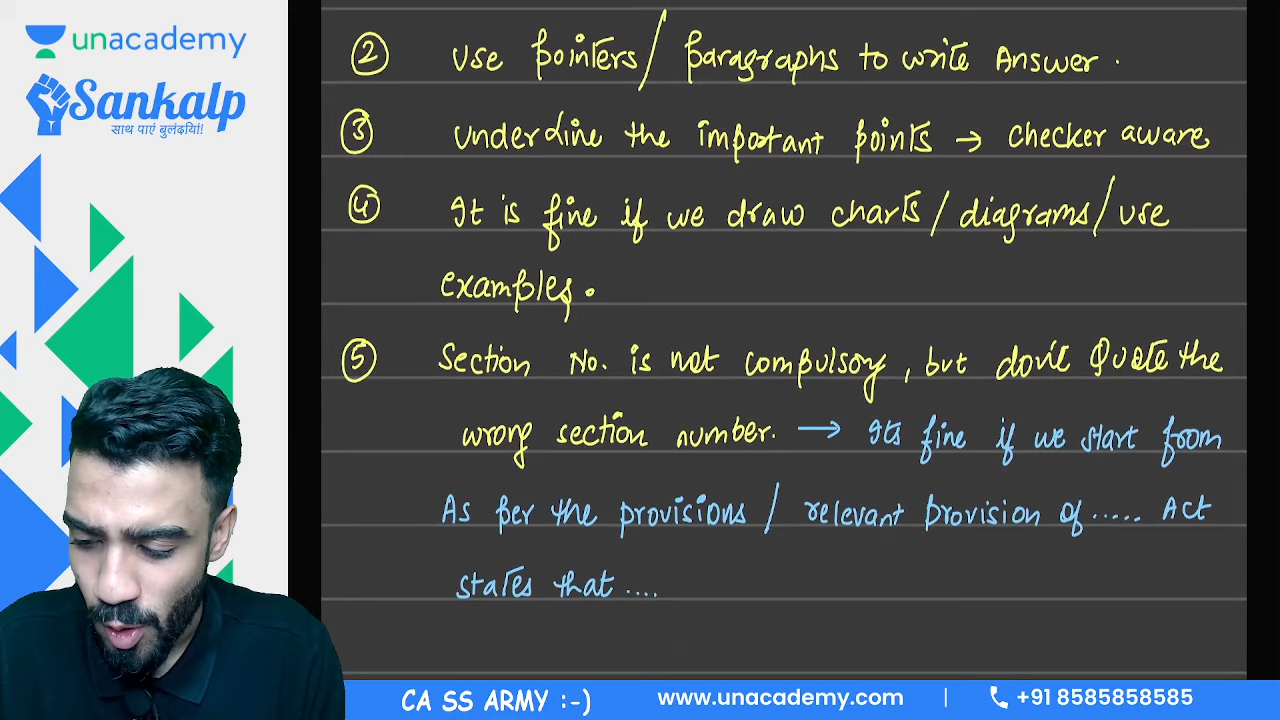 unacademy
Sankalp
साथ पाएं बुलंदियां!
② Use pointers/ paragraphs to write Answer.
③ Underline the important points → checker aware
④ It is fine if we draw charts/diagrams/use
examples.
⑤ Section No. is not compulsory, but don't Quote the
wrong section number. → Its fine if we start from
As per the provisions / relevant provision of ..... Act
states that ....
CA SS ARMY :-) www.unacademy.com | +91 8585858585